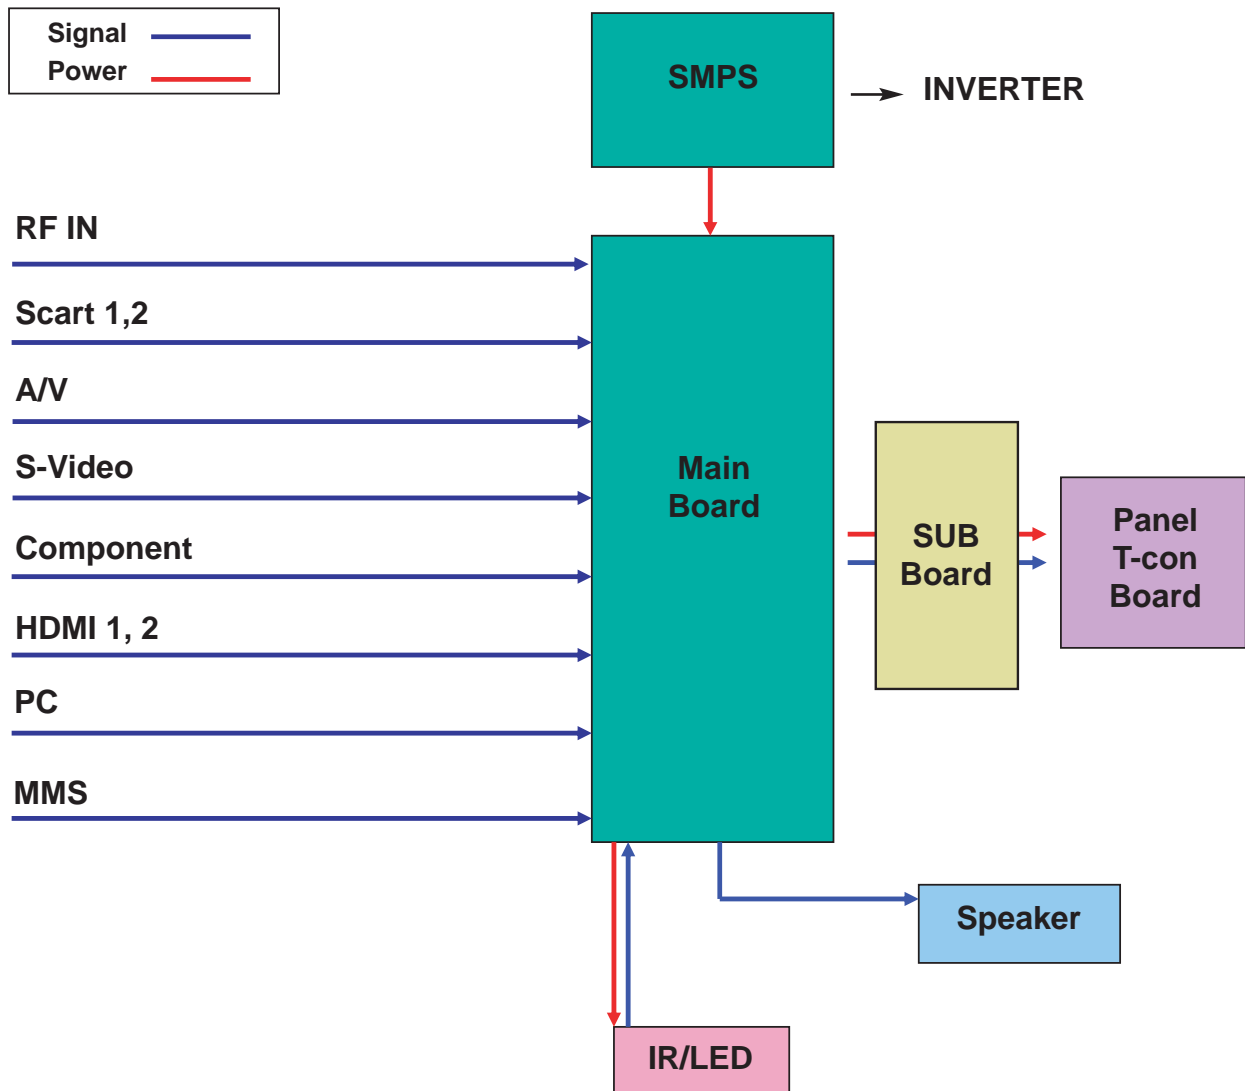 Signal
Power
SMPS
INVERTER
RF IN
Scart 1,2
A/V
S-Video
Component
HDMI 1, 2
PC
MMS
Main
Board
SUB
Board
Panel
T-con
Board
Speaker
IR/LED